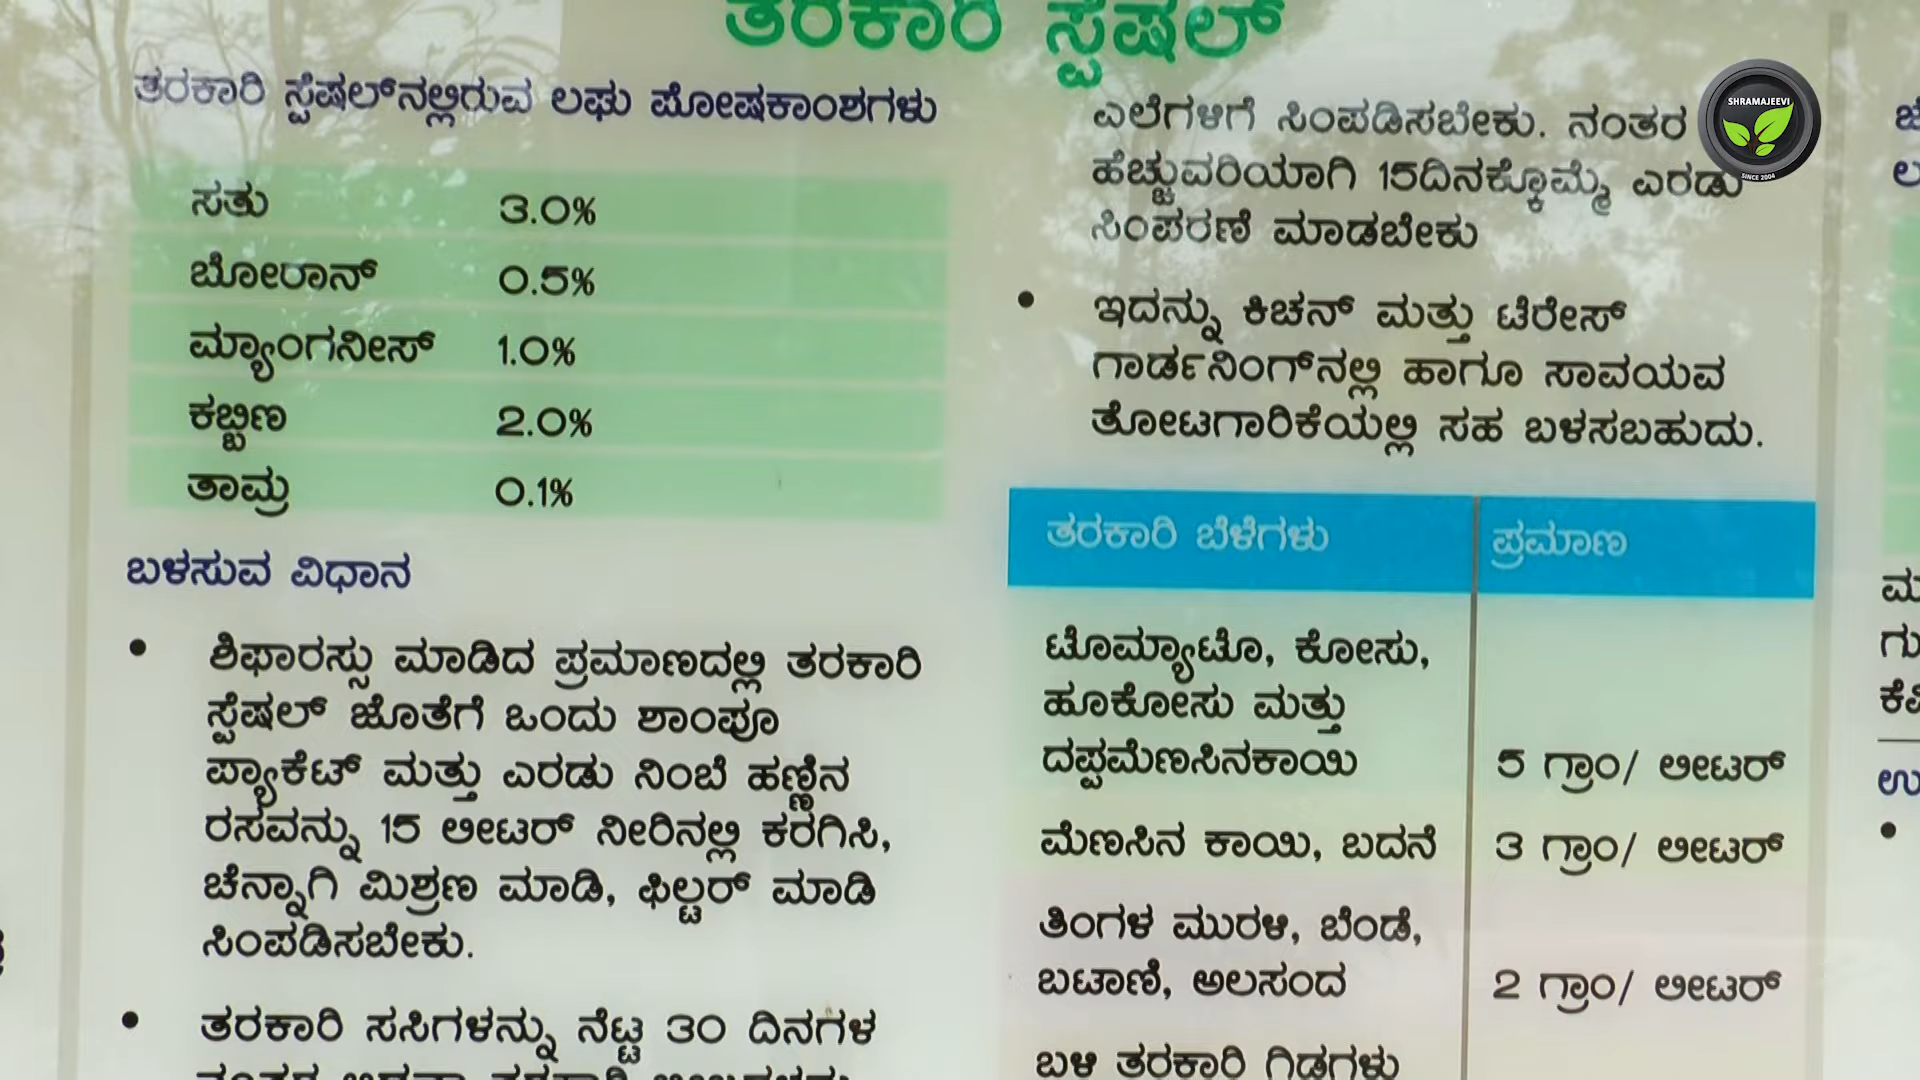 ತರಕಾರಿ ಸ್ಪೆಷಲ್
ತರಕಾರಿ ಸ್ಪೆಷಲ್‌ನಲ್ಲಿರುವ ಲಘು ಪೋಷಕಾಂಶಗಳು
ಸತು 3.0%
ಬೋರಾನ್ 0.5%
ಮ್ಯಾಂಗನೀಸ್ 1.0%
ಕಬ್ಬಿಣ 2.0%
ತಾಮ್ರ 0.1%
ಬಳಸುವ ವಿಧಾನ
• ಶಿಫಾರಸ್ಸು ಮಾಡಿದ ಪ್ರಮಾಣದಲ್ಲಿ ತರಕಾರಿ
ಸ್ಪೆಷಲ್ ಜೊತೆಗೆ ಒಂದು ಶಾಂಪೂ
ಪ್ಯಾಕೆಟ್ ಮತ್ತು ಎರಡು ನಿಂಬೆ ಹಣ್ಣಿನ
ರಸವನ್ನು 15 ಲೀಟರ್ ನೀರಿನಲ್ಲಿ ಕರಗಿಸಿ,
ಚೆನ್ನಾಗಿ ಮಿಶ್ರಣ ಮಾಡಿ, ಫಿಲ್ಟರ್ ಮಾಡಿ
ಸಿಂಪಡಿಸಬೇಕು.
• ತರಕಾರಿ ಸಸಿಗಳನ್ನು ನೆಟ್ಟ 30 ದಿನಗಳ
ಎಲೆಗಳಿಗೆ ಸಿಂಪಡಿಸಬೇಕು. ನಂತರ
ಹೆಚ್ಚುವರಿಯಾಗಿ 15ದಿನಕ್ಕೊಮ್ಮೆ ಎರಡು
ಸಿಂಪರಣೆ ಮಾಡಬೇಕು
• ಇದನ್ನು ಕಿಚನ್ ಮತ್ತು ಟೆರೇಸ್
ಗಾರ್ಡನಿಂಗ್‌ನಲ್ಲಿ ಹಾಗೂ ಸಾವಯವ
ತೋಟಗಾರಿಕೆಯಲ್ಲಿ ಸಹ ಬಳಸಬಹುದು.
ತರಕಾರಿ ಬೆಳೆಗಳು ಪ್ರಮಾಣ
ಟೊಮ್ಯಾಟೊ, ಕೋಸು,
ಹೂಕೋಸು ಮತ್ತು
ದಪ್ಪಮೆಣಸಿನಕಾಯಿ 5 ಗ್ರಾಂ/ ಲೀಟರ್
ಮೆಣಸಿನ ಕಾಯಿ, ಬದನೆ 3 ಗ್ರಾಂ/ ಲೀಟರ್
ತಿಂಗಳ ಮುರಳಿ, ಬೆಂಡೆ,
ಬಟಾಣಿ, ಅಲಸಂದ 2 ಗ್ರಾಂ/ ಲೀಟರ್
ಬಳಿ ತರಕಾರಿ ಗಿಡಗಳು
SHRAMAJEEVI
SINCE 2004